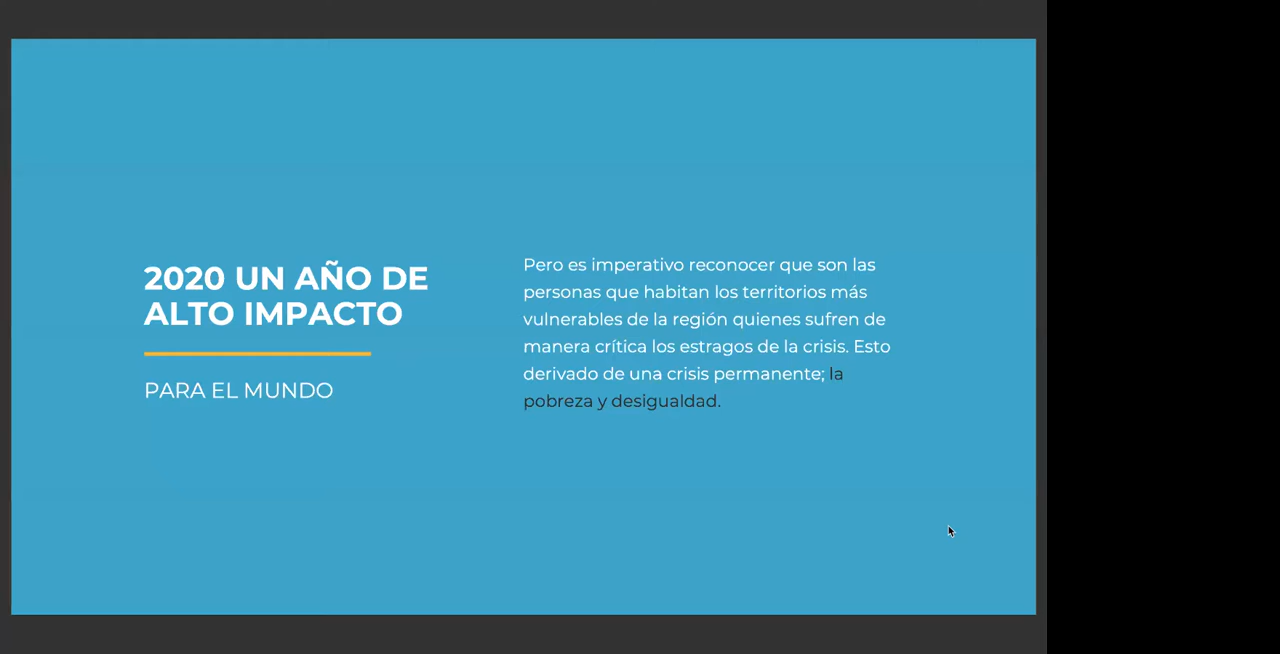 2020 UN AÑO DE
ALTO IMPACTO
PARA EL MUNDO
Pero es imperativo reconocer que son las
personas que habitan los territorios más
vulnerables de la región quienes sufren de
manera crítica los estragos de la crisis. Esto
derivado de una crisis permanente; la
pobreza y desigualdad.